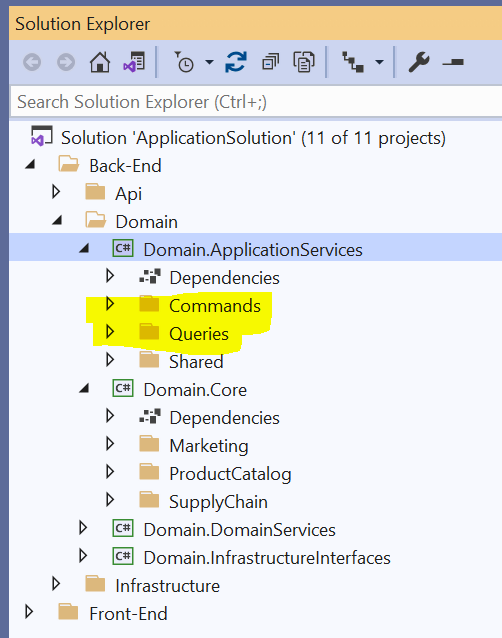 Solution Explorer
Search Solution Explorer (Ctrl+;)
Solution 'ApplicationSolution' (11 of 11 projects)
Back-End
Api
Domain
C# Domain.ApplicationServices
Dependencies
Commands
Queries
Shared
C# Domain.Core
Dependencies
Marketing
ProductCatalog
SupplyChain
C# Domain.DomainServices
C# Domain.InfrastructureInterfaces
Infrastructure
Front-End